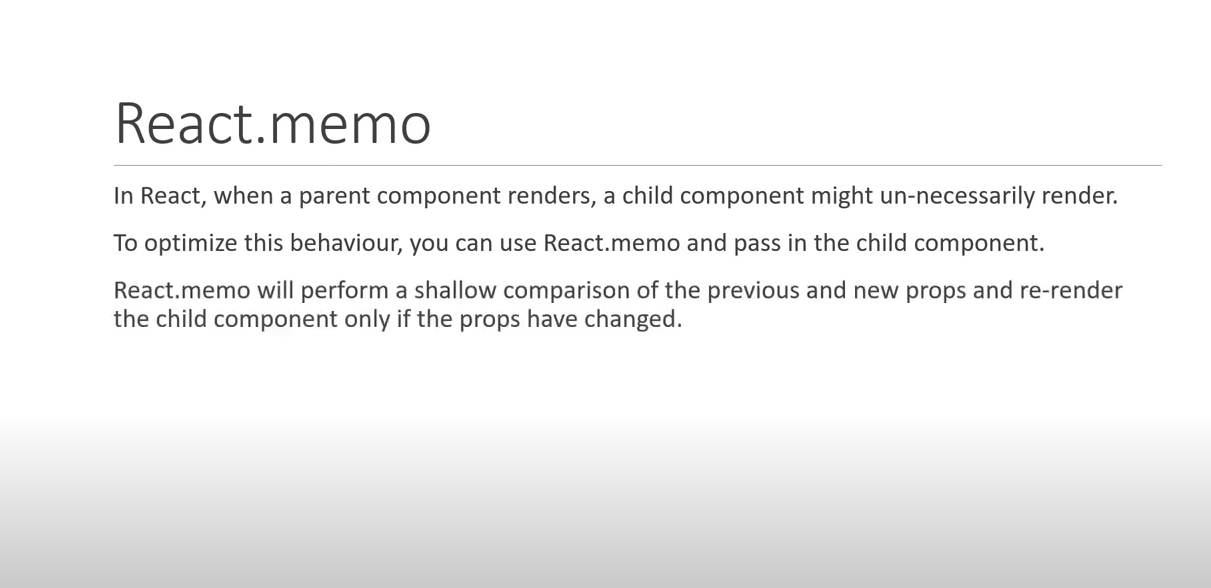 React.memo
In React, when a parent component renders, a child component might un-necessarily render.
To optimize this behaviour, you can use React.memo and pass in the child component.
React.memo will perform a shallow comparison of the previous and new props and re-render
the child component only if the props have changed.